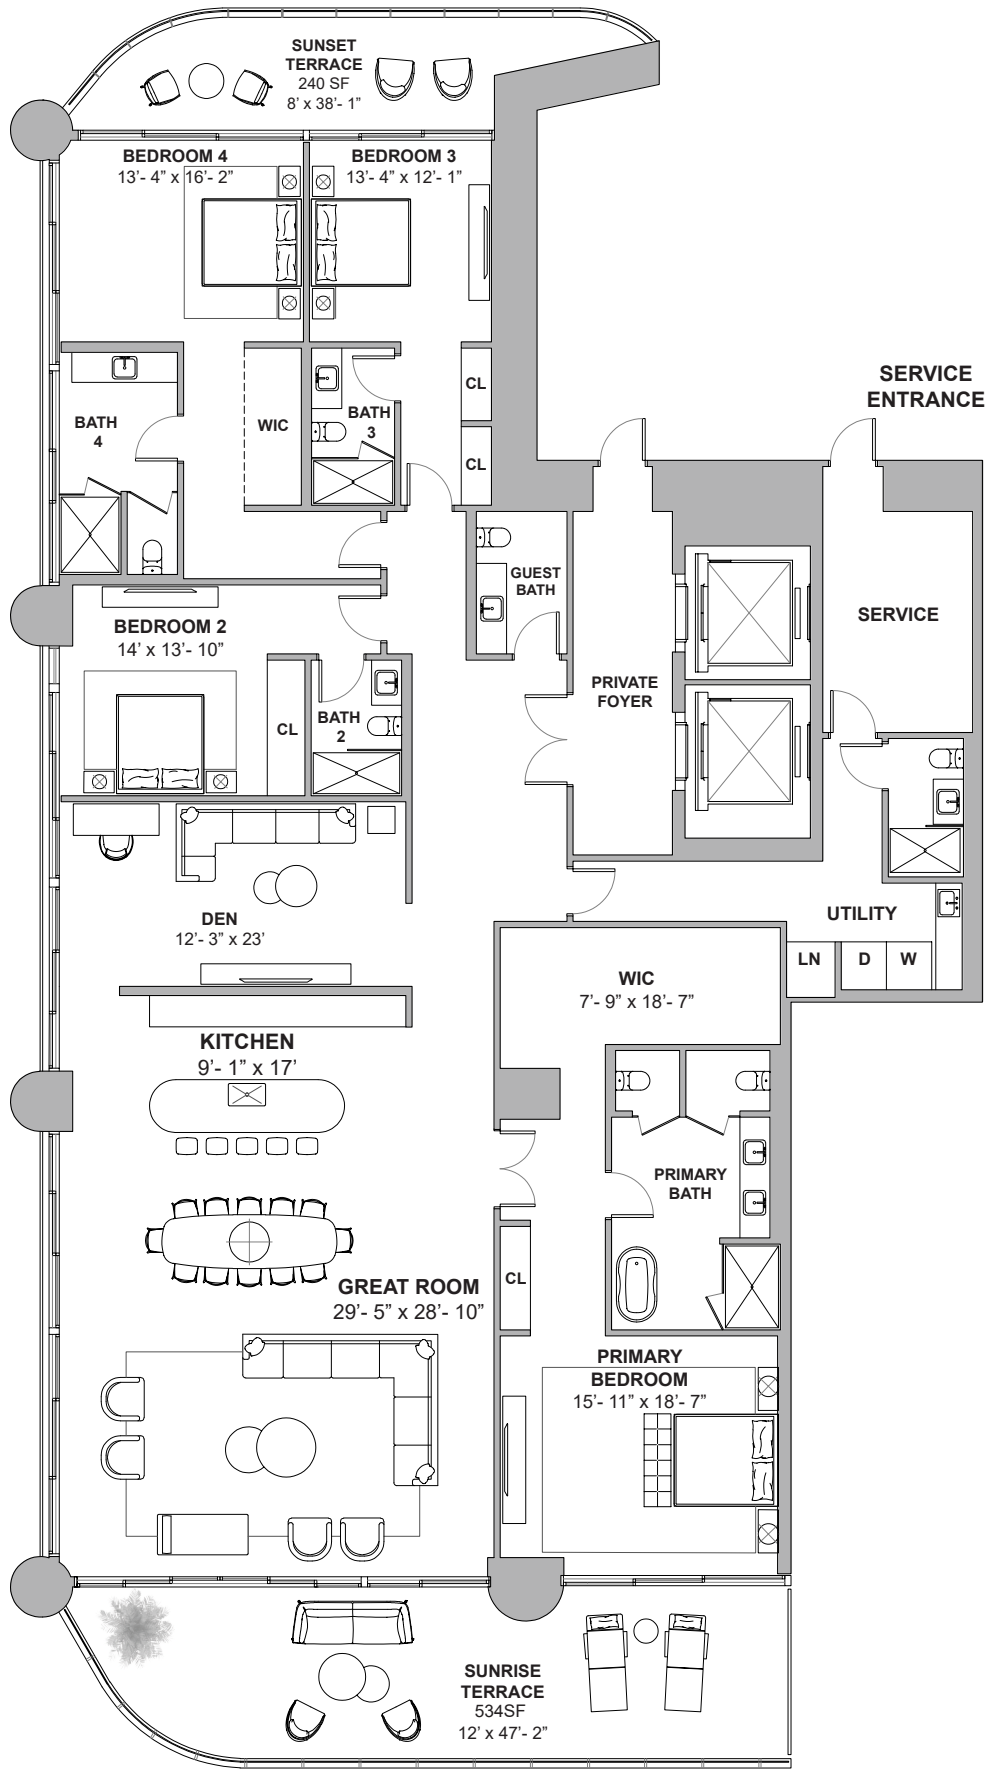 SUNSET
TERRACE
240 SF
8’ x 38’- 1”
BEDROOM 4
13’- 4” x 16’- 2”
BEDROOM 3
13’- 4” x 12’- 1”
SERVICE
ENTRANCE
CL
BATH
4
WIC
BATH
3
CL
GUEST
BATH
BEDROOM 2
14’ x 13’- 10”
SERVICE
PRIVATE
FOYER
CL
BATH
2
DEN
12’- 3” x 23’
UTILITY
LN
D
W
WIC
7’- 9” x 18’- 7”
KITCHEN
9’- 1” x 17’
PRIMARY
BATH
CL
GREAT ROOM
29’- 5” x 28’- 10”
PRIMARY
BEDROOM
15’- 11” x 18’- 7”
SUNRISE
TERRACE
534SF
12’ x 47’- 2”